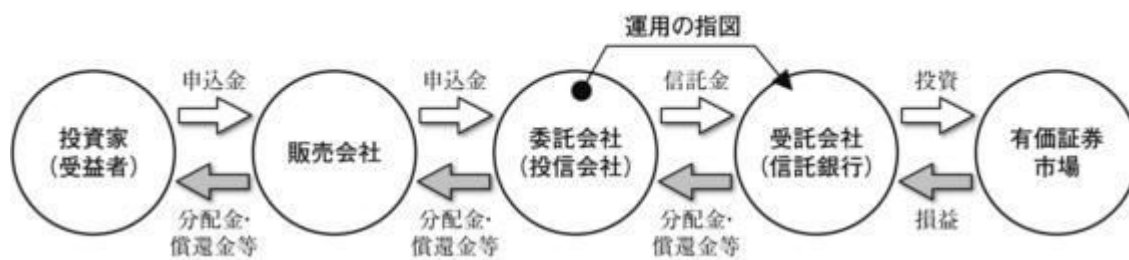 運用の指図
申込金
申込金
信託金
投資
投資家
(受益者)
販売会社
委託会社
(投信会社)
受託会社
(信託銀行)
有価証券
市場
分配金・
償還金等
分配金・
償還金等
分配金・
償還金等
損益